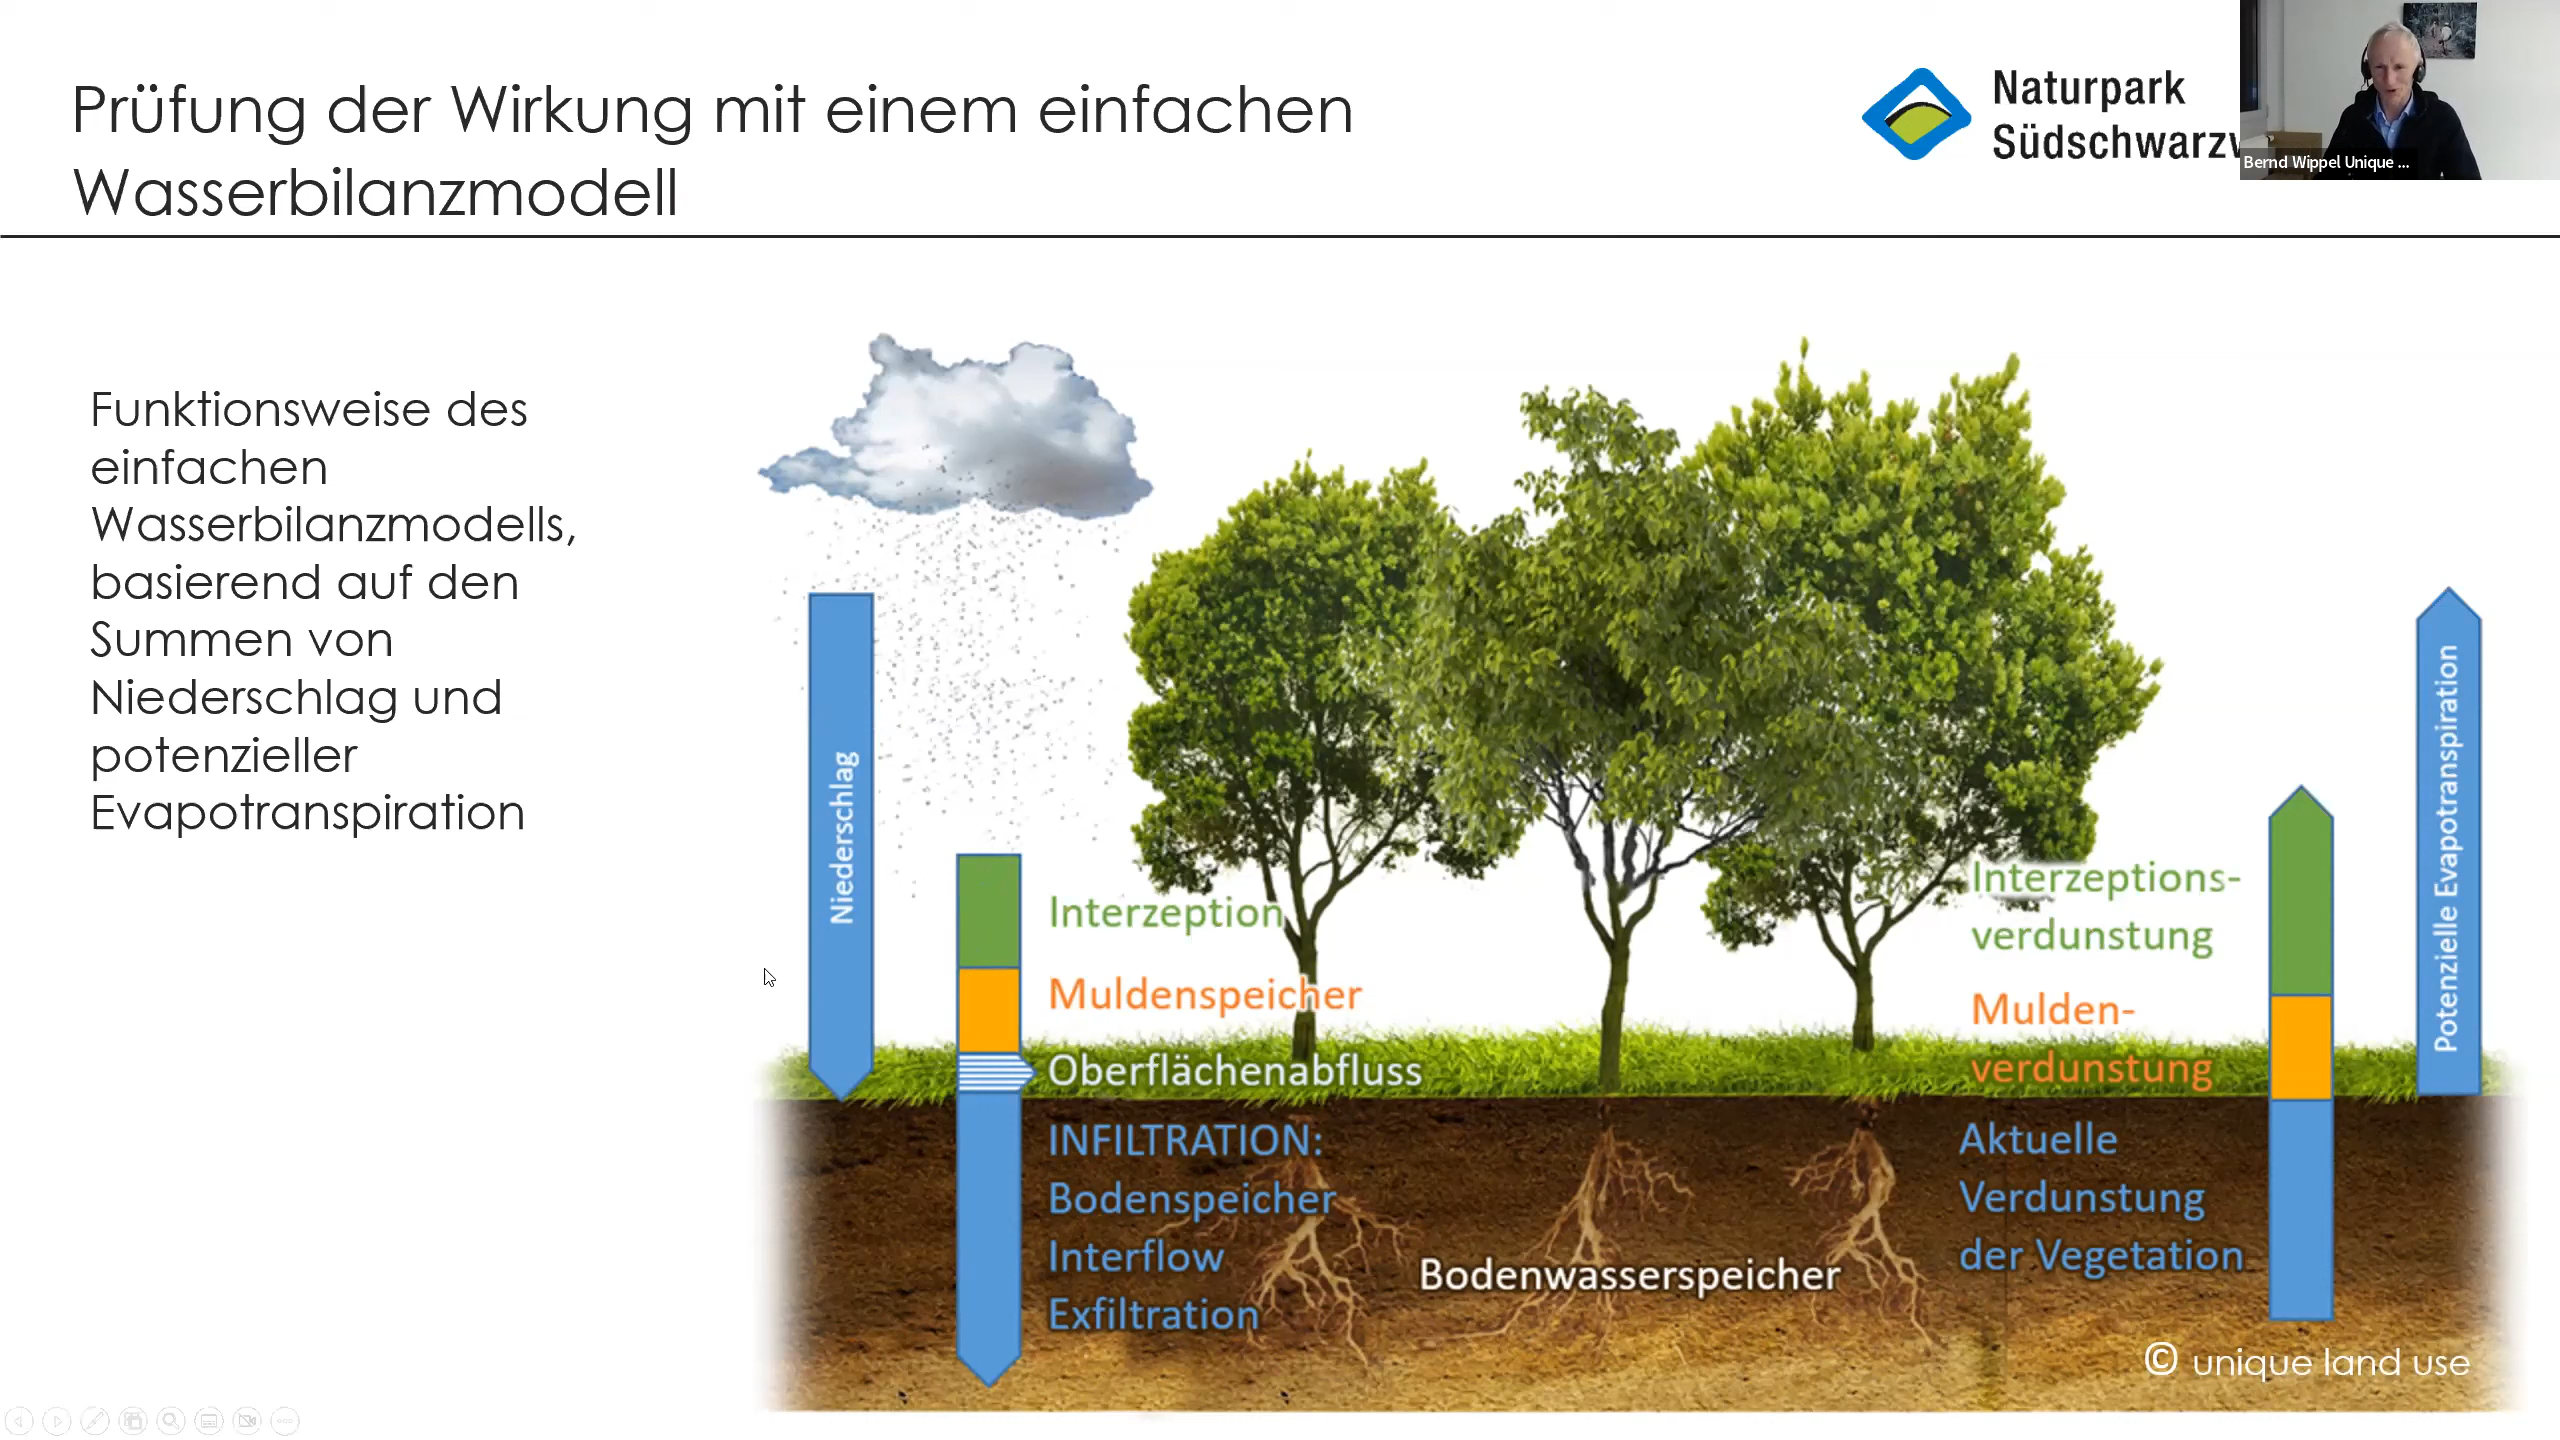 Prüfung der Wirkung mit einem einfachen
Wasserbilanzmodell
Naturpark
Bernd Wippel Unique ...
Funktionsweise des
einfachen
Wasserbilanzmodells,
basierend auf den
Summen von
Niederschlag und
potenzieller
Evapotranspiration
Niederschlag
Interzeption
Muldenspeicher
Oberflächenabfluss
INFILTRATION:
Bodenspeicher
Interflow
Exfiltration
Bodenwasserspeicher
Interzeptions-
verdunstung
Mulden-
verdunstung
Aktuelle
Verdunstung
der Vegetation
Potenzielle Evapotranspiration
© unique land use